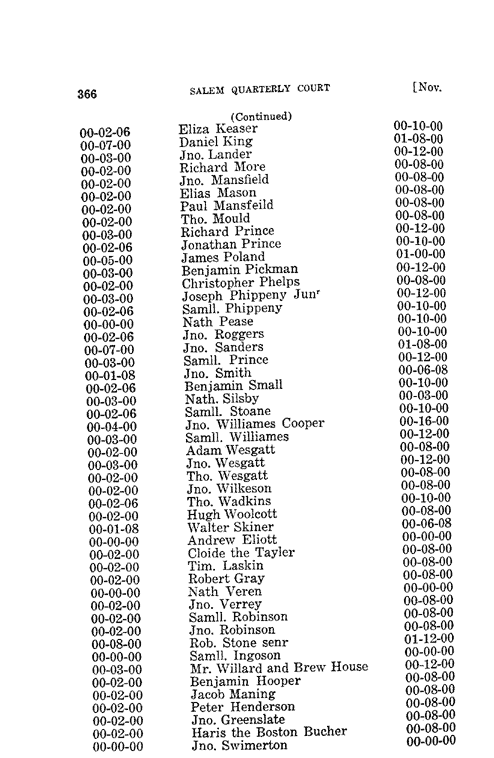 366 SALEM QUARTERLY COURT [Nov.
(Continued)
00-02-06 Eliza Keaser 00-10-00
00-07-00 Daniel King 01-08-00
00-03-00 Jno. Lander 00-12-00
00-02-00 Richard More 00-08-00
00-02-00 Jno. Mansfield 00-08-00
00-02-00 Elias Mason 00-08-00
00-02-00 Paul Mansfeild 00-08-00
00-02-00 Tho. Mould 00-08-00
00-03-00 Richard Prince 00-12-00
00-02-06 Jonathan Prince 00-10-00
00-05-00 James Poland 01-00-00
00-03-00 Benjamin Pickman 00-12-00
00-02-00 Christopher Phelps 00-08-00
00-03-00 Joseph Phippeny Junʳ 00-12-00
00-02-06 Samll. Phippeny 00-10-00
00-00-00 Nath Pease 00-10-00
00-02-06 Jno. Roggers 00-10-00
00-07-00 Jno. Sanders 01-08-00
00-03-00 Samll. Prince 00-12-00
00-01-08 Jno. Smith 00-06-08
00-02-06 Benjamin Small 00-10-00
00-03-00 Nath. Silsby 00-03-00
00-02-06 Samll. Stoane 00-10-00
00-04-00 Jno. Williames Cooper 00-16-00
00-03-00 Samll. Williames 00-12-00
00-02-00 Adam Wesgatt 00-08-00
00-03-00 Jno. Wesgatt 00-12-00
00-02-00 Tho. Wesgatt 00-08-00
00-02-00 Jno. Wilkeson 00-08-00
00-02-06 Tho. Wadkins 00-10-00
00-02-00 Hugh Woolcott 00-08-00
00-01-08 Walter Skiner 00-06-08
00-00-00 Andrew Eliott 00-00-00
00-02-00 Cloide the Tayler 00-08-00
00-02-00 Tim. Laskin 00-08-00
00-02-00 Robert Gray 00-08-00
00-00-00 Nath Veren 00-00-00
00-02-00 Jno. Verrey 00-08-00
00-02-00 Samll. Robinson 00-08-00
00-02-00 Jno. Robinson 00-08-00
00-08-00 Rob. Stone senr 01-12-00
00-00-00 Samll. Ingoson 00-00-00
00-03-00 Mr. Willard and Brew House 00-12-00
00-02-00 Benjamin Hooper 00-08-00
00-02-00 Jacob Maning 00-08-00
00-02-00 Peter Henderson 00-08-00
00-02-00 Jno. Greenslate 00-08-00
00-02-00 Haris the Boston Bucher 00-08-00
00-00-00 Jno. Swimerton 00-00-00